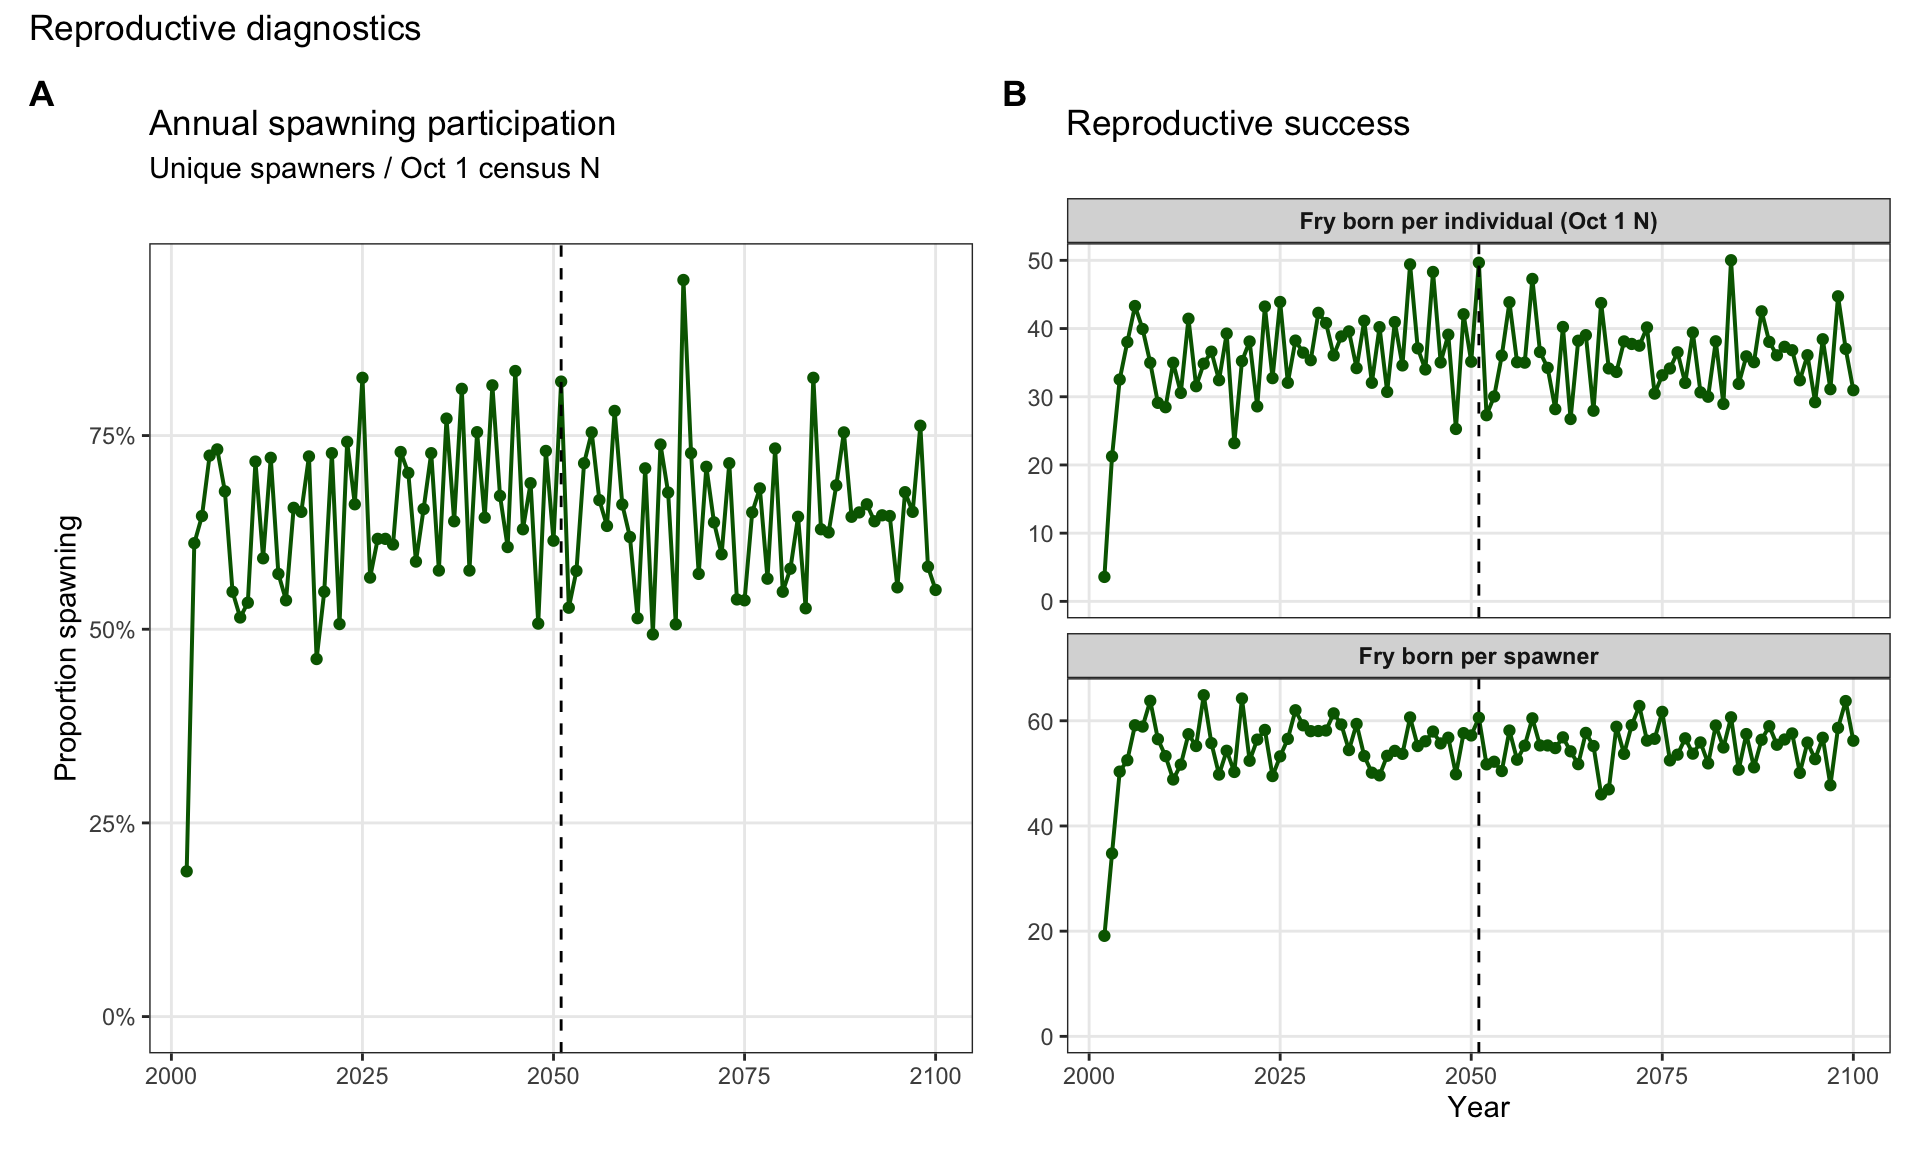 Reproductive diagnostics
A
Annual spawning participation
Unique spawners / Oct 1 census N
Proportion spawning
75%
50%
25%
0%
2000 2025 2050 2075 2100
B
Reproductive success
Fry born per individual (Oct 1 N)
50
40
30
20
10
0
Fry born per spawner
60
40
20
0
2000 2025 2050 2075 2100
Year